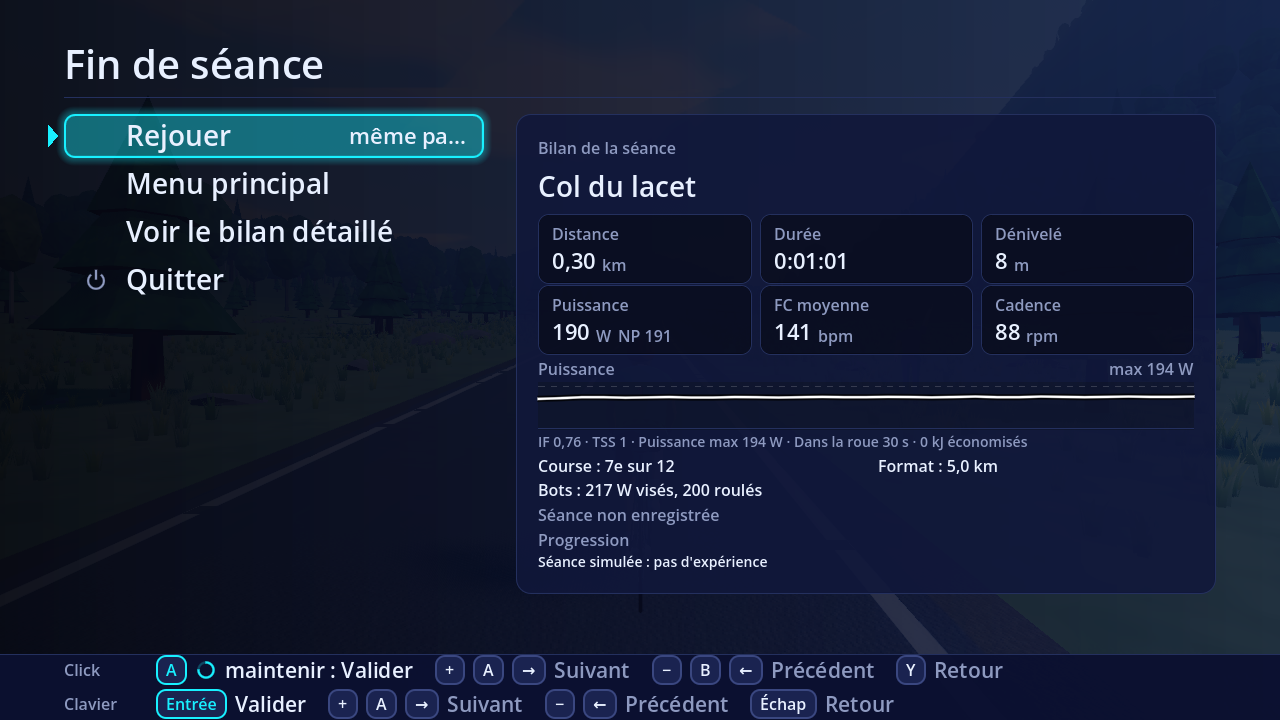 Fin de séance
Rejouer même pa...
Menu principal
Voir le bilan détaillé
Quitter
Bilan de la séance
Col du lacet
Distance Durée Dénivelé
0,30 km 0:01:01 8 m
Puissance FC moyenne Cadence
190 W NP 191 141 bpm 88 rpm
Puissance max 194 W
IF 0,76 · TSS 1 · Puissance max 194 W · Dans la roue 30 s · 0 kJ économisés
Course : 7e sur 12 Format : 5,0 km
Bots : 217 W visés, 200 roulés
Séance non enregistrée
Progression
Séance simulée : pas d'expérience
Click A maintenir : Valider + A → Suivant − B ← Précédent Y Retour
Clavier Entrée Valider + A → Suivant − ← Précédent Échap Retour